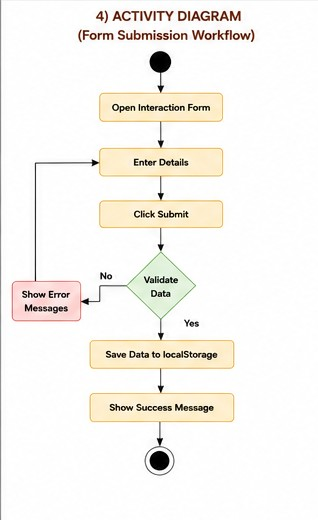 4) ACTIVITY DIAGRAM
(Form Submission Workflow)
Open Interaction Form
Enter Details
Click Submit
Validate
Data
No
Show Error
Messages
Yes
Save Data to localStorage
Show Success Message